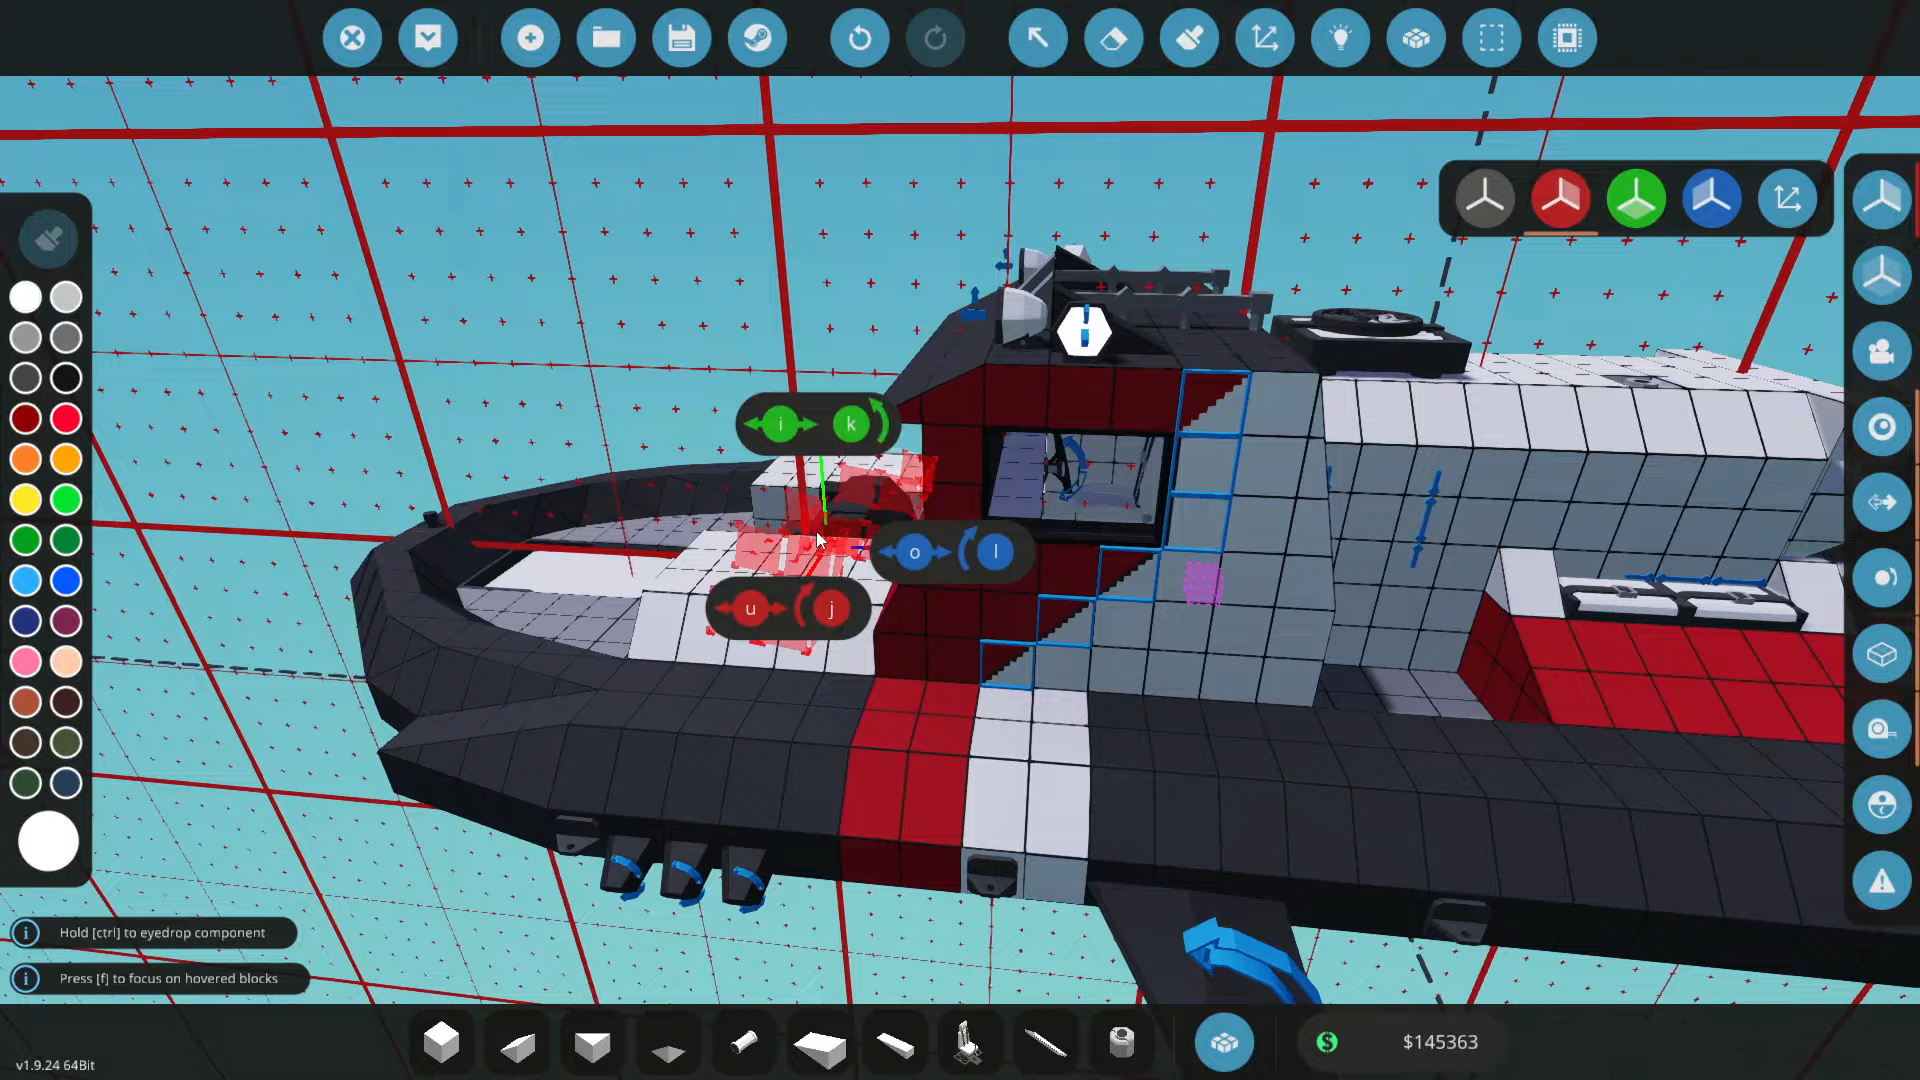 i k
o l
u j
Hold [ctrl] to eyedrop component
Press [f] to focus on hovered blocks
$145363
v1.9.24 64Bit